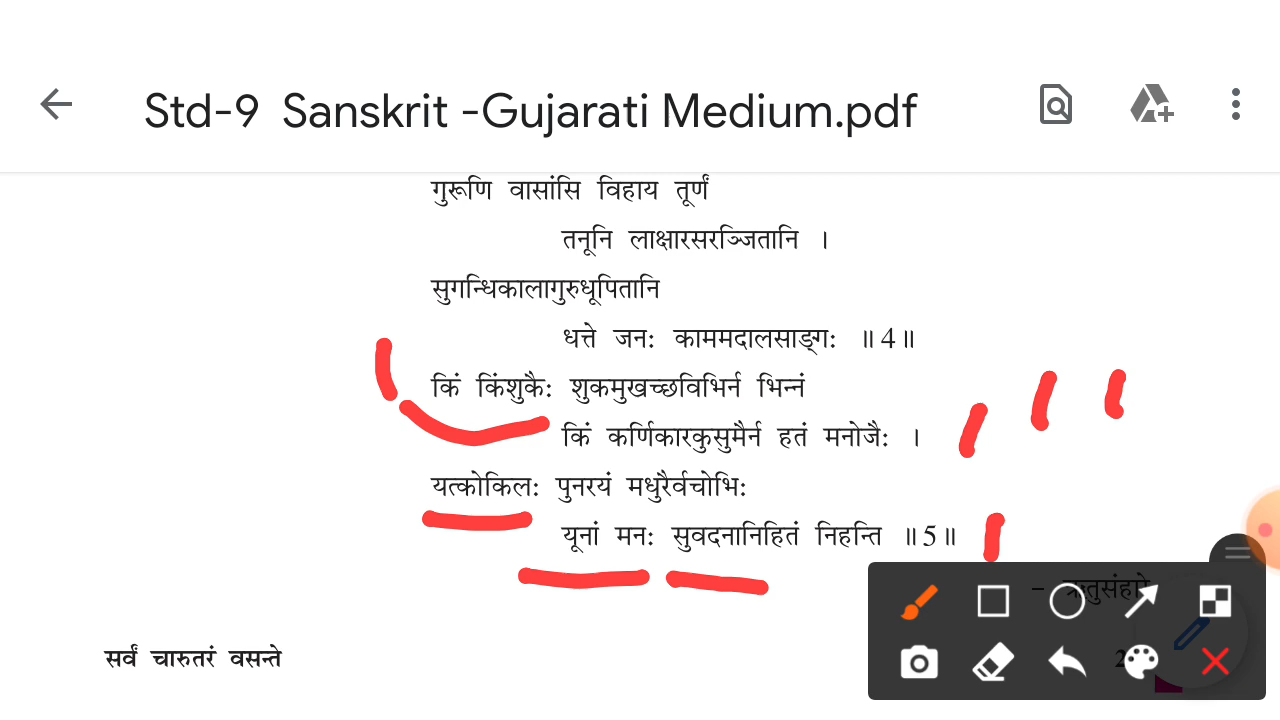 Std-9 Sanskrit -Gujarati Medium.pdf
गुरूणि वासांसि विहाय तूर्णं
तनूनि लाक्षारसरञ्जितानि ।
सुगन्धिकालागुरुधूपितानि
धत्ते जनः काममदालसाङ्गः ॥4॥
किं किंशुकैः शुकमुखच्छविभिर्न भिन्नं
किं कर्णिकारकुसुमैर्न हतं मनोजैः ।
यत्कोकिलः पुनरयं मधुरैर्वचोभिः
यूनां मनः सुवदनानिहितं निहन्ति ॥5॥
– ऋतुसंहारे
सर्वं चारुतरं वसन्ते